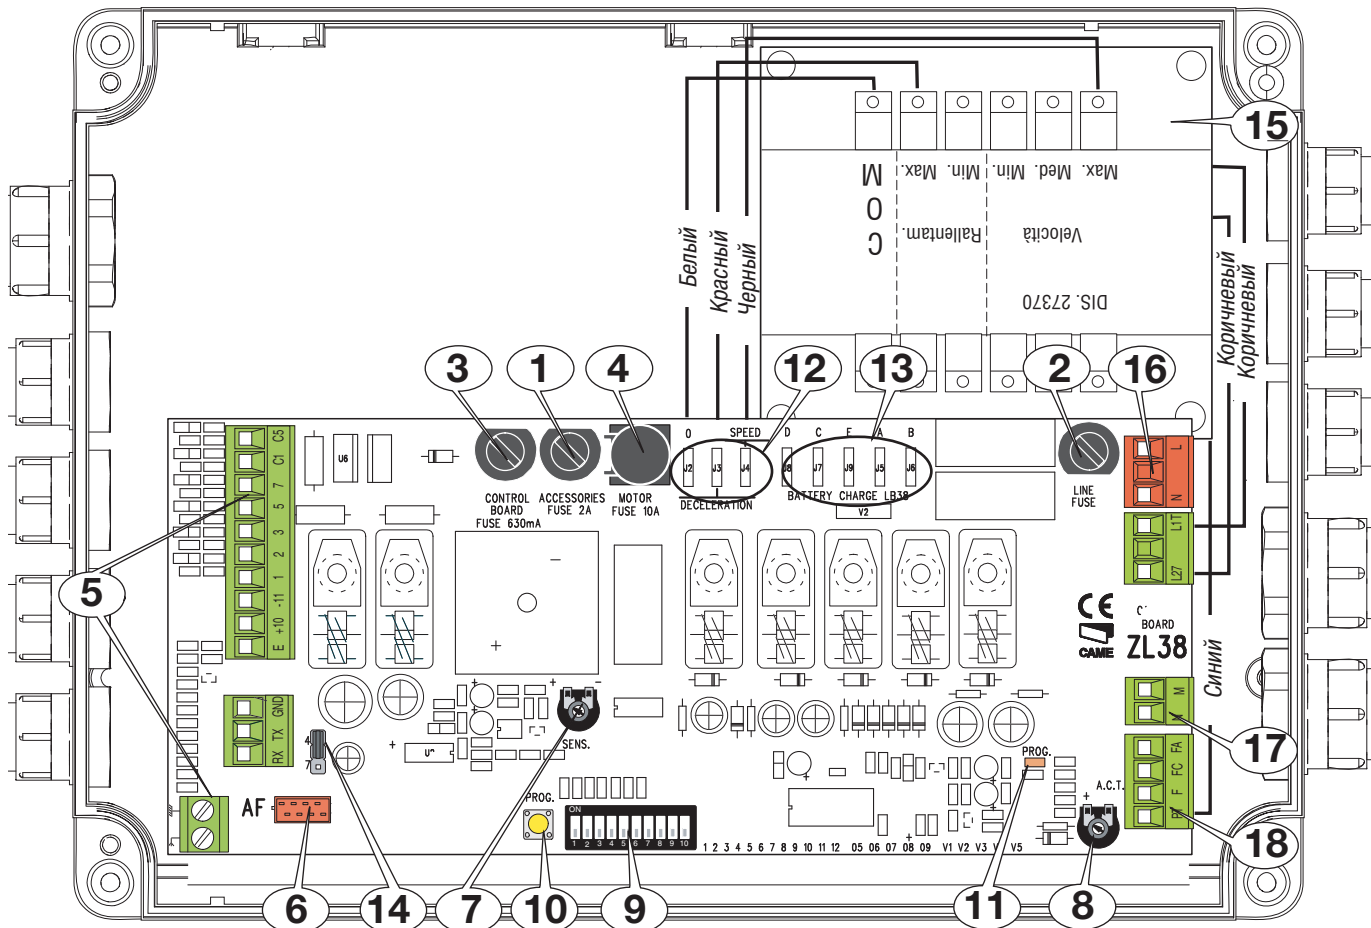 15
Max. Med. Min. Min. Max.
COM
Velocità
Rallentam.
DIS. 27370
Белый
Красный
Черный
Коричневый
Коричневый
Синий
3
1
4
12
13
2
16
O SPEED D C E A B
J2 J3 J4 J8 J7 J9 J5 J6
DECELERATION
BATTERY CHARGE LB38
V2
CONTROL
BOARD
FUSE 630mA
ACCESSORIES
FUSE 2A
MOTOR
FUSE 10A
LINE
FUSE
L
N
L1T
L27
U6
C5
C1
7
5
3
2
1
-11
+10
E
5
CE
CAME
BOARD
ZL38
GND
TX
RX
4
7
SENS.
AF
PROG.
ON
1 2 3 4 5 6 7 8 9 10
1 2 3 4 5 6 7 8 9 10 11 12 05 06 07 08 09 V1 V2 V3 V5
PROG.
A.C.T.
M
FA
FC
F
17
18
6
14
7
10
9
11
8